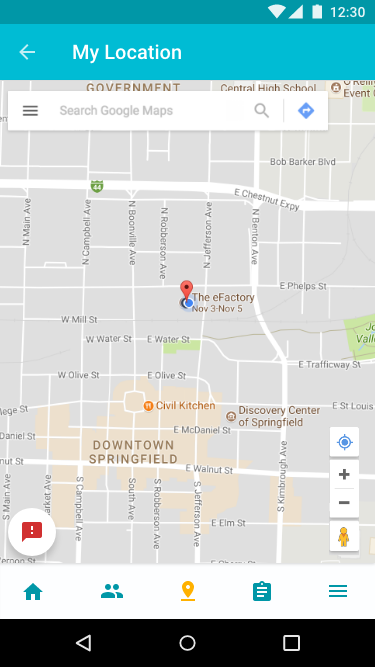 12:30
My Location
GOVERNMENT
Central High School
O'Reilly
Event C
Search Google Maps
Bob Barker Blvd
44
E Chestnut Expy
N Main Ave
N Campbell Ave
N Boonville Ave
N Robberson Ave
N Jefferson Ave
N Benton Ave
E Phelps St
The eFactory
Nov 3-Nov 5
W Mill St
W Water St
E Water St
E Trafficway St
W Olive St
E Olive St
Civil Kitchen
E St Louis
Discovery Center
of Springfield
E McDaniel St
DOWNTOWN
SPRINGFIELD
E Walnut St
S Main Ave
S Campbell Ave
South Ave
S Robberson Ave
S Jefferson Ave
S Kimbrough Ave
E Elm St